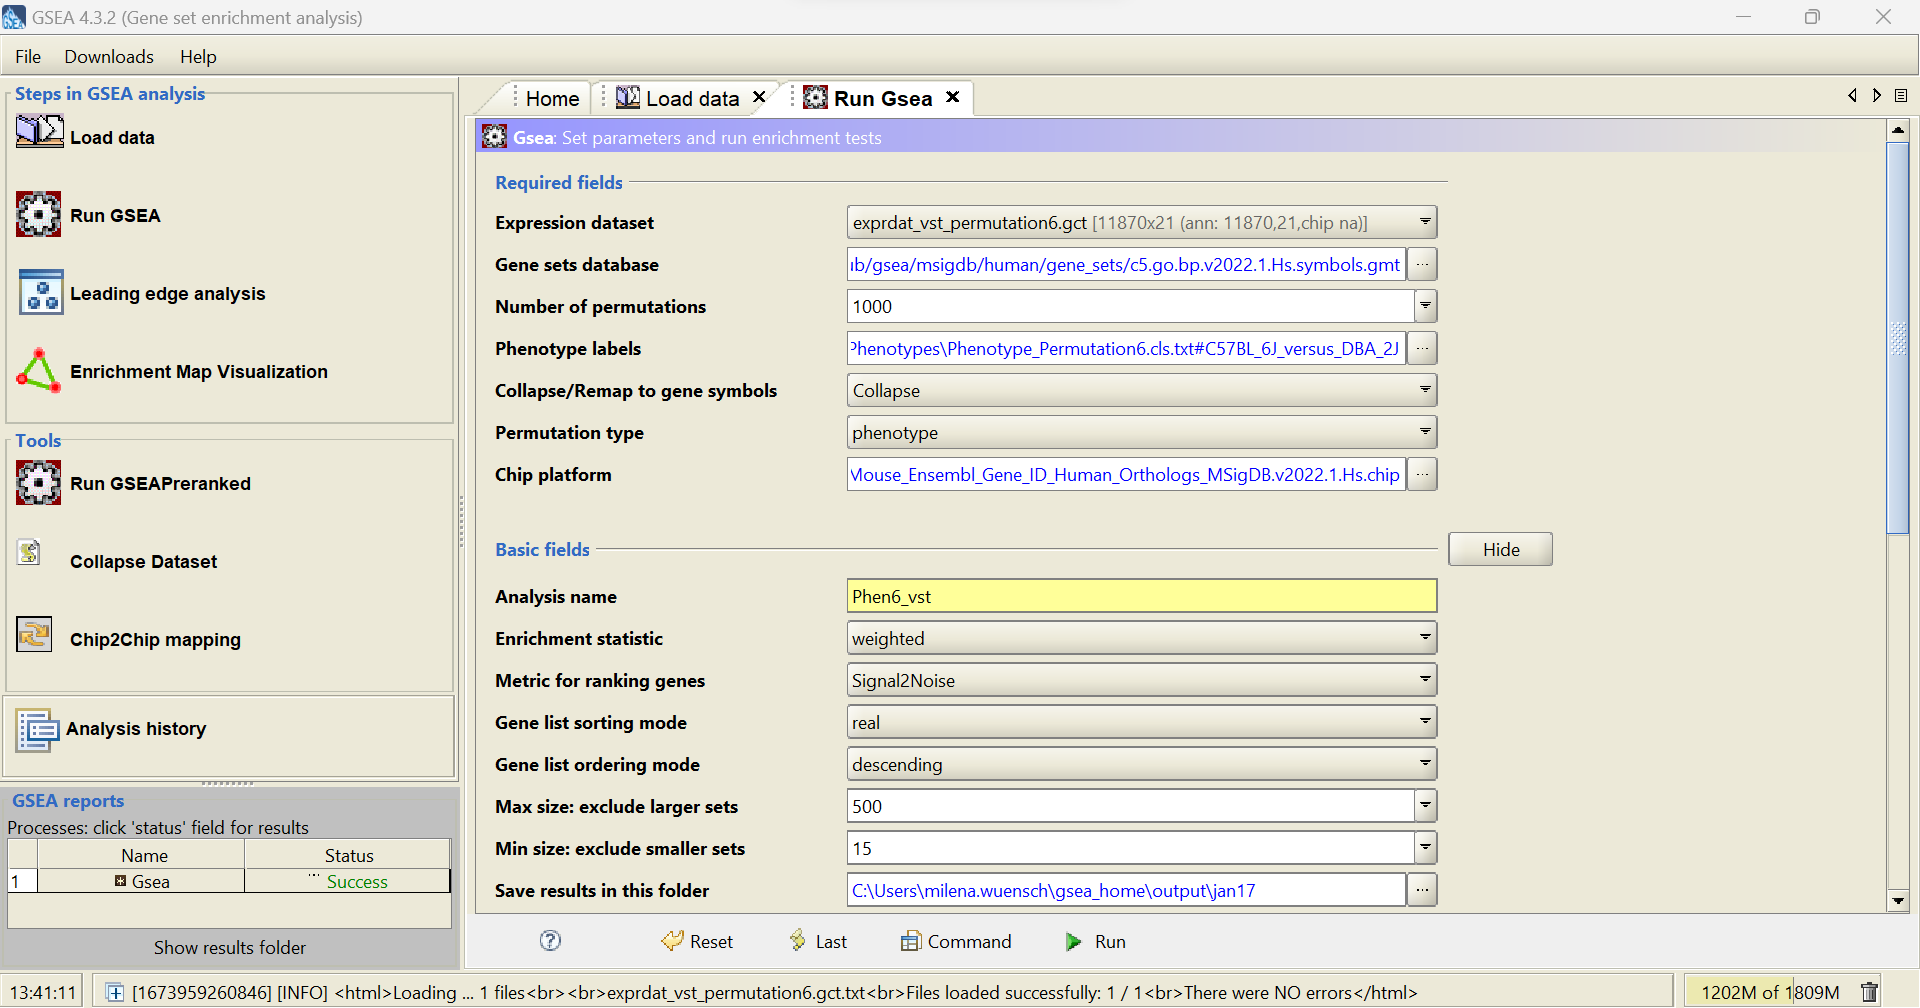 GSEA 4.3.2 (Gene set enrichment analysis)
File Downloads Help
Steps in GSEA analysis
Load data
Run GSEA
Leading edge analysis
Enrichment Map Visualization
Tools
Run GSEAPreranked
Collapse Dataset
Chip2Chip mapping
Analysis history
GSEA reports
Processes: click 'status' field for results
Name Status
1 Gsea ... Success
Show results folder
Home Load data Run Gsea
Gsea: Set parameters and run enrichment tests
Required fields
Expression dataset exprdat_vst_permutation6.gct [11870x21 (ann: 11870,21,chip na)]
Gene sets database ub/gsea/msigdb/human/gene_sets/c5.go.bp.v2022.1.Hs.symbols.gmt ...
Number of permutations 1000
Phenotype labels Phenotypes\Phenotype_Permutation6.cls.txt#C57BL_6J_versus_DBA_2J ...
Collapse/Remap to gene symbols Collapse
Permutation type phenotype
Chip platform Mouse_Ensembl_Gene_ID_Human_Orthologs_MSigDB.v2022.1.Hs.chip ...
Basic fields Hide
Analysis name Phen6_vst
Enrichment statistic weighted
Metric for ranking genes Signal2Noise
Gene list sorting mode real
Gene list ordering mode descending
Max size: exclude larger sets 500
Min size: exclude smaller sets 15
Save results in this folder C:\Users\milena.wuensch\gsea_home\output\jan17 ...
? Reset Last Command Run
13:41:11 [1673959260846] [INFO] <html>Loading ... 1 files<br><br>exprdat_vst_permutation6.gct.txt<br>Files loaded successfully: 1 / 1<br>There were NO errors</html> 1202M of 1809M